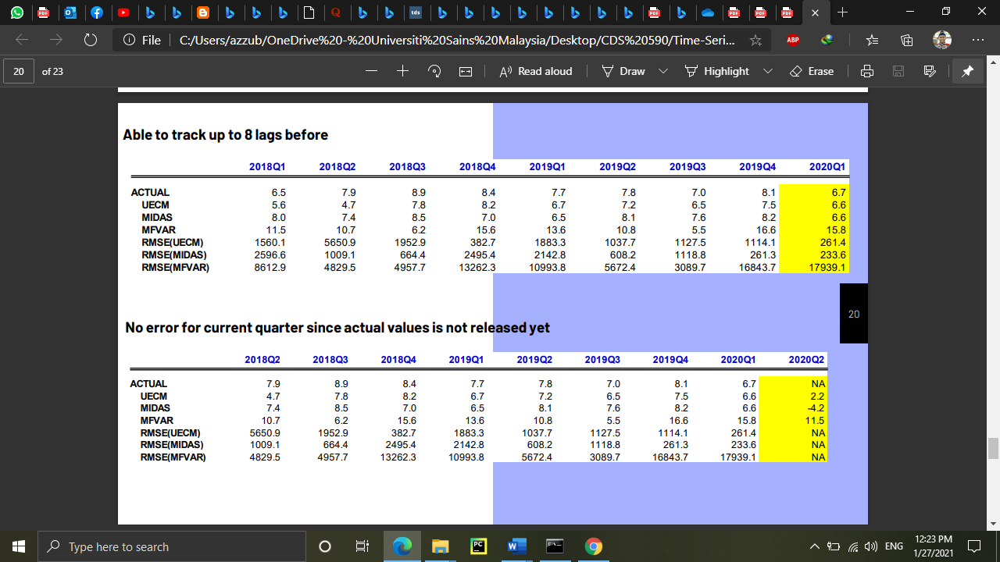 File C:/Users/azzub/OneDrive%20-%20Universiti%20Sains%20Malaysia/Desktop/CDS%20590/Time-Seri...
20 of 23 Read aloud Draw Highlight Erase
Able to track up to 8 lags before
2018Q1 2018Q2 2018Q3 2018Q4 2019Q1 2019Q2 2019Q3 2019Q4 2020Q1
ACTUAL 6.5 7.9 8.9 8.4 7.7 7.8 7.0 8.1 6.7
UECM 5.6 4.7 7.8 8.2 6.7 7.2 6.5 7.5 6.6
MIDAS 8.0 7.4 8.5 7.0 6.5 8.1 7.6 8.2 6.6
MFVAR 11.5 10.7 6.2 15.6 13.6 10.8 5.5 16.6 15.8
RMSE(UECM) 1560.1 5650.9 1952.9 382.7 1883.3 1037.7 1127.5 1114.1 261.4
RMSE(MIDAS) 2596.6 1009.1 664.4 2495.4 2142.8 608.2 1118.8 261.3 233.6
RMSE(MFVAR) 8612.9 4829.5 4957.7 13262.3 10993.8 5672.4 3089.7 16843.7 17939.1
20
No error for current quarter since actual values is not released yet
2018Q2 2018Q3 2018Q4 2019Q1 2019Q2 2019Q3 2019Q4 2020Q1 2020Q2
ACTUAL 7.9 8.9 8.4 7.7 7.8 7.0 8.1 6.7 NA
UECM 4.7 7.8 8.2 6.7 7.2 6.5 7.5 6.6 2.2
MIDAS 7.4 8.5 7.0 6.5 8.1 7.6 8.2 6.6 -4.2
MFVAR 10.7 6.2 15.6 13.6 10.8 5.5 16.6 15.8 11.5
RMSE(UECM) 5650.9 1952.9 382.7 1883.3 1037.7 1127.5 1114.1 261.4 NA
RMSE(MIDAS) 1009.1 664.4 2495.4 2142.8 608.2 1118.8 261.3 233.6 NA
RMSE(MFVAR) 4829.5 4957.7 13262.3 10993.8 5672.4 3089.7 16843.7 17939.1 NA
Type here to search
ENG
12:23 PM
1/27/2021